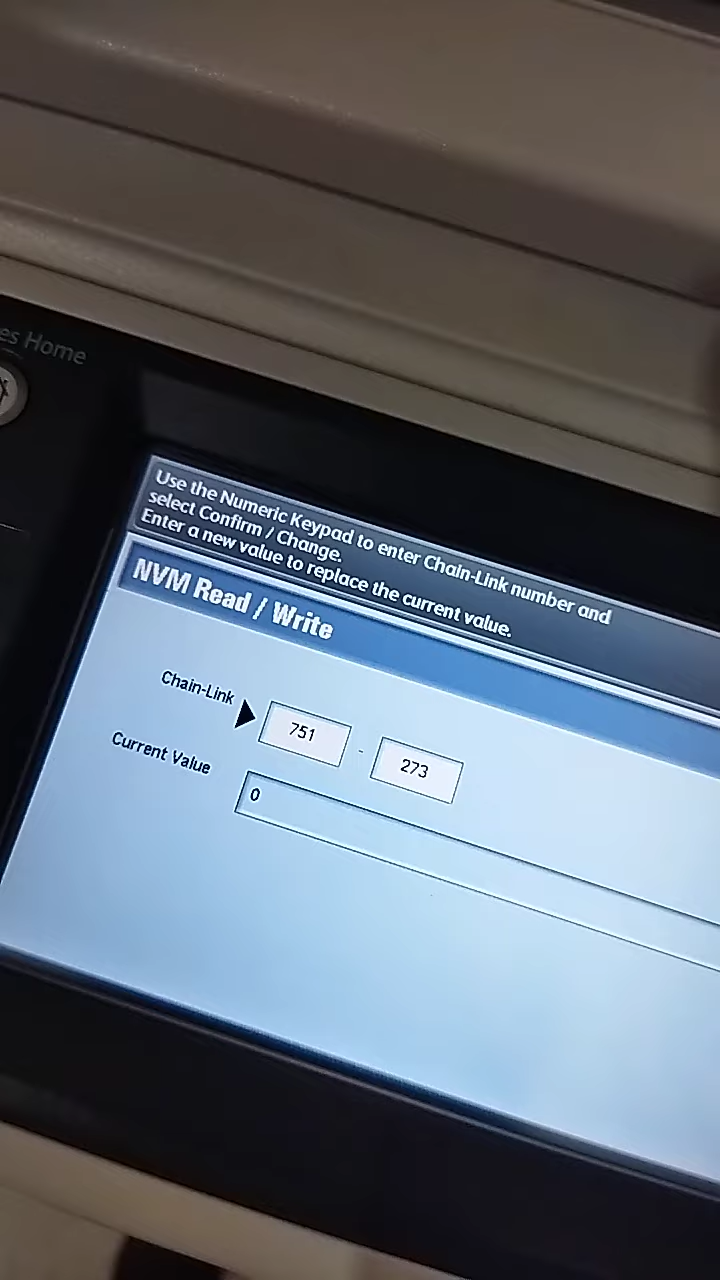 es Home
Use the Numeric Keypad to enter Chain-Link number and
select Confirm / Change.
Enter a new value to replace the current value.
NVM Read / Write
Chain-Link 751 - 273
Current Value 0